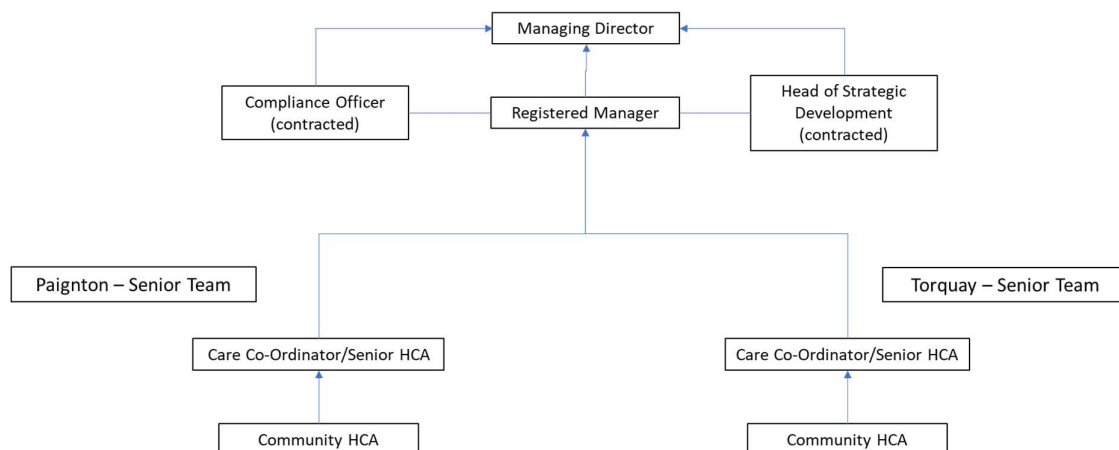 Managing Director
Compliance Officer
(contracted)
Registered Manager
Head of Strategic
Development
(contracted)
Paignton – Senior Team
Torquay – Senior Team
Care Co-Ordinator/Senior HCA
Care Co-Ordinator/Senior HCA
Community HCA
Community HCA